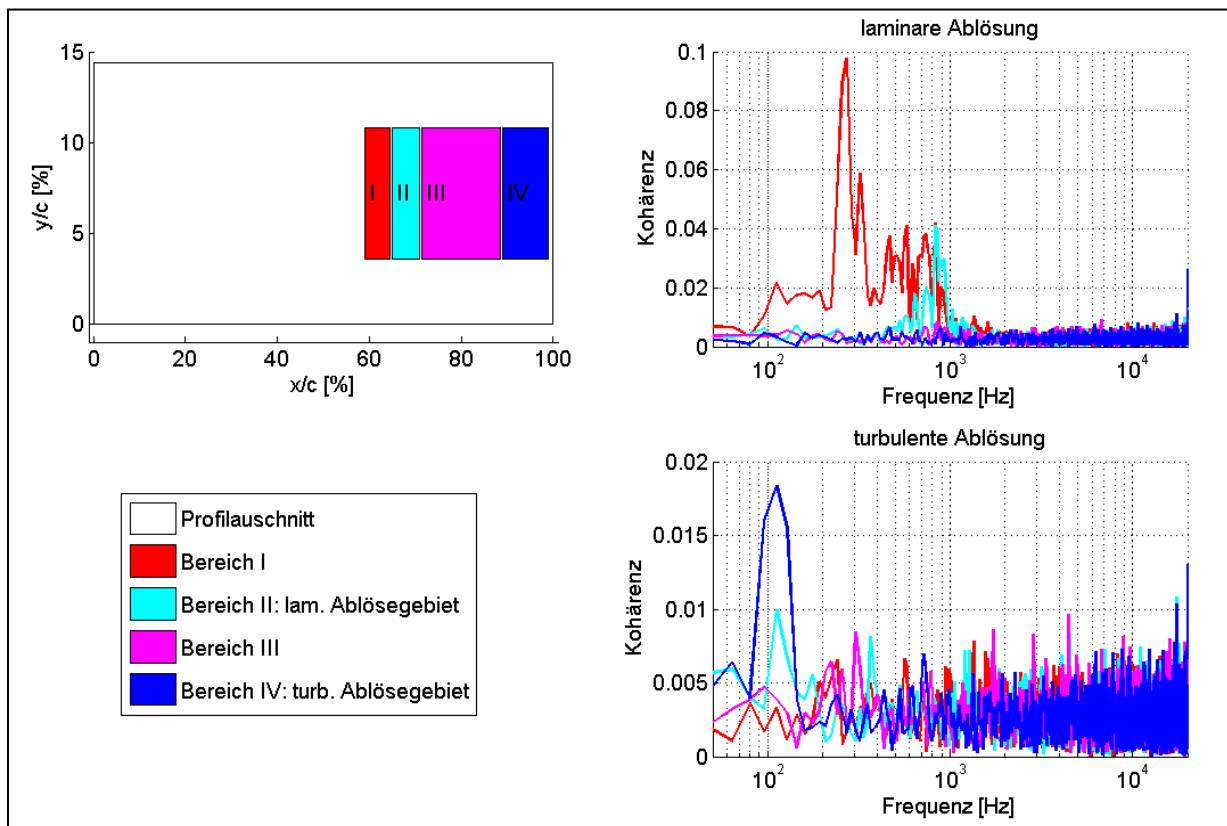 15
10
5
0
y/c [%]
I
II
III
IV
0
20
40
60
80
100
x/c [%]
laminare Ablösung
0.1
0.08
0.06
0.04
0.02
0
Kohärenz
10²
10³
10⁴
Frequenz [Hz]
Profilauschnitt
Bereich I
Bereich II: lam. Ablösegebiet
Bereich III
Bereich IV: turb. Ablösegebiet
turbulente Ablösung
0.02
0.015
0.01
0.005
0
Kohärenz
10²
10³
10⁴
Frequenz [Hz]